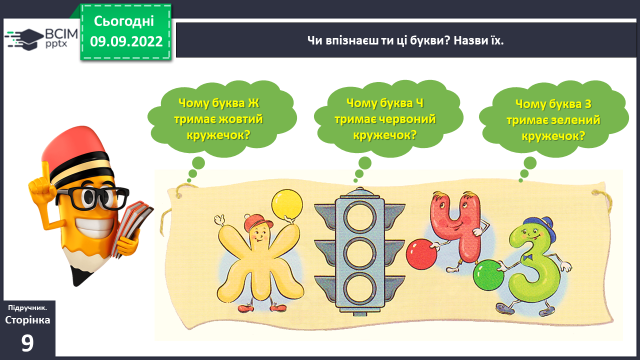 ВСІМ
pptx
Сьогодні
09.09.2022
Чи впізнаєш ти ці букви? Назви їх.
Чому буква Ж
тримає жовтий
кружечок?
Чому буква Ч
тримає червоний
кружечок?
Чому буква З
тримає зелений
кружечок?
Ж
Ч
З
Підручник.
Сторінка
9